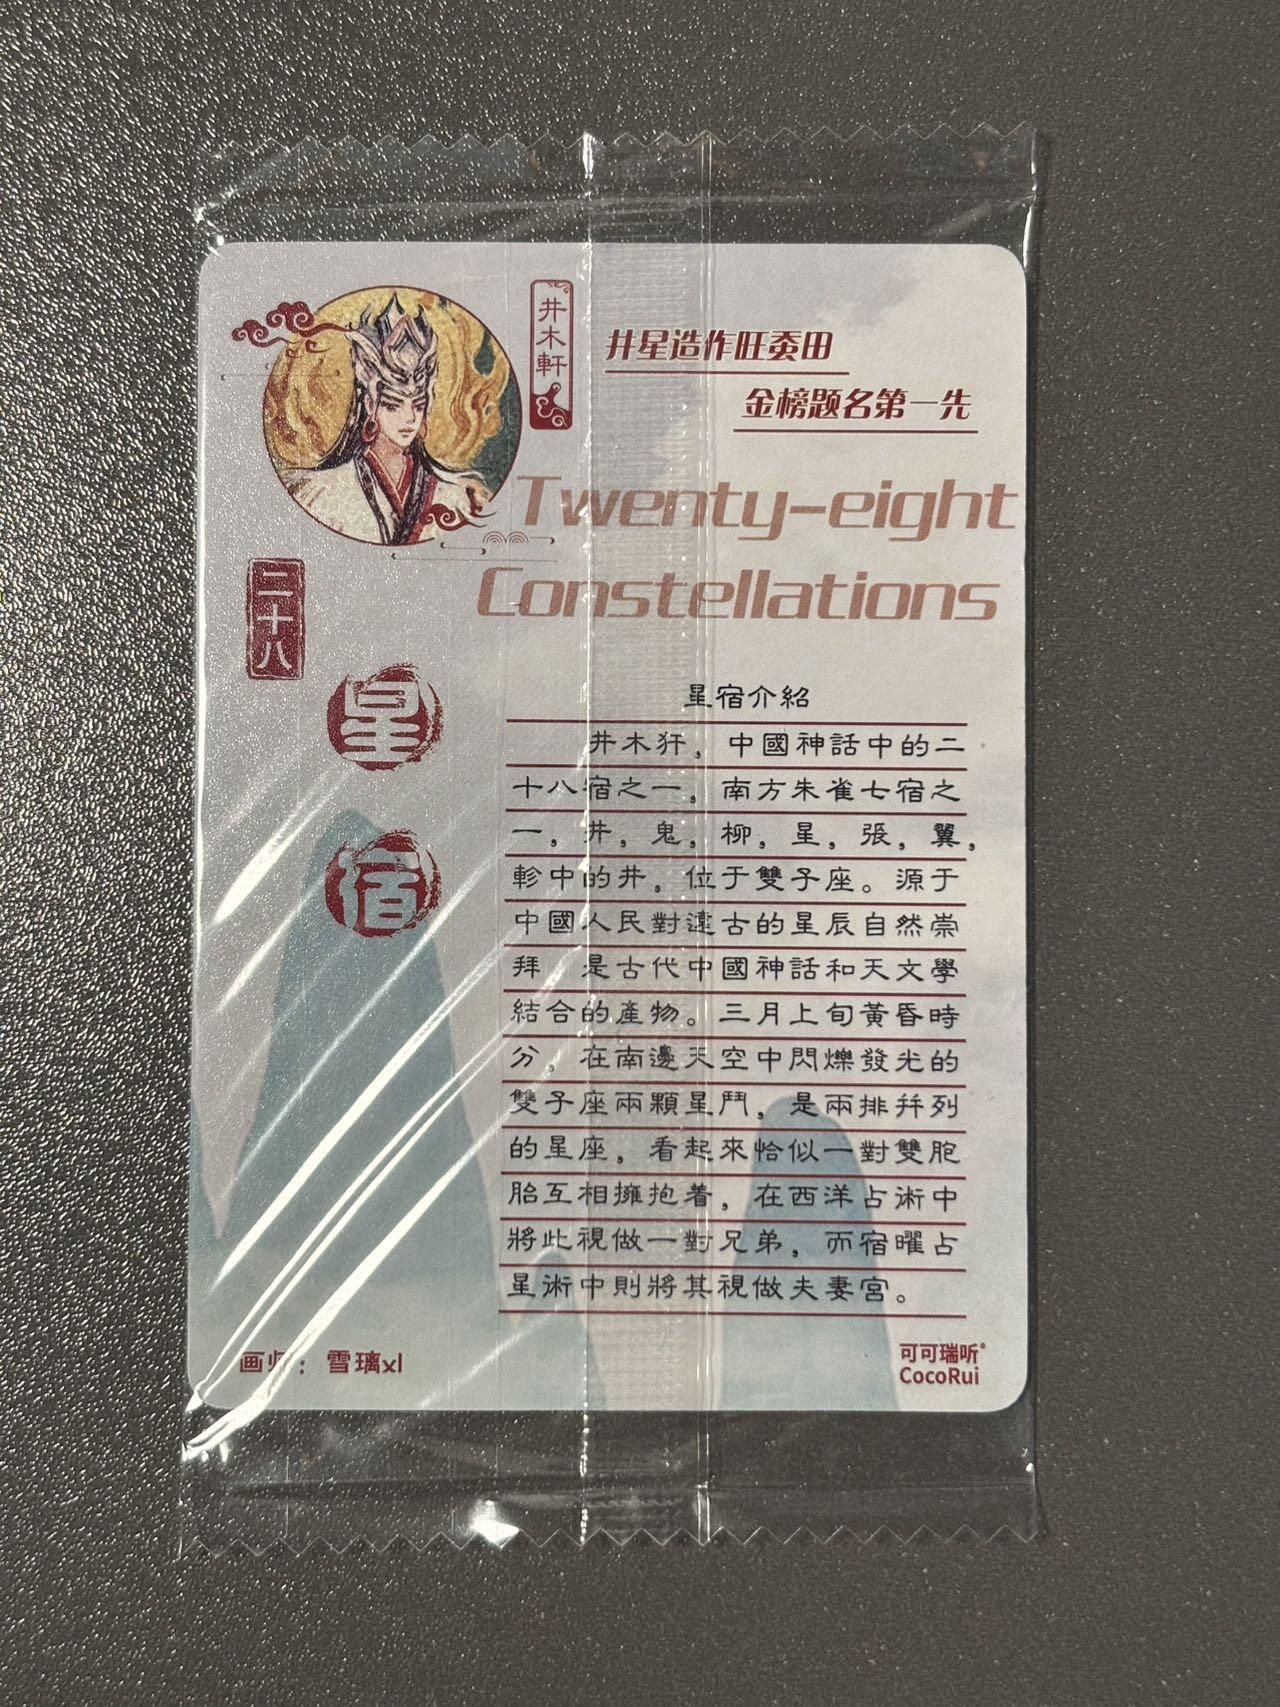 井木軒
井星造作旺蚕田
金榜题名第一先
Twenty-eight
Constellations
二十八
星
宿
星宿介紹
井木犴，中國神話中的二
十八宿之一，南方朱雀七宿之
一，井，鬼，柳，星，張，翼，
軫中的井，位于雙子座。源于
中國人民對遠古的星辰自然崇
拜 是古代中國神話和天文學
結合的產物。三月上旬黃昏時
分，在南邊天空中閃爍發光的
雙子座兩顆星鬥，是兩排幷列
的星座，看起來恰似一對雙胞
胎互相擁抱着，在西洋占術中
將此視做一對兄弟，而宿曜占
星術中則將其視做夫妻宮。
画师：雪璃xl
可可瑞听®
CocoRui